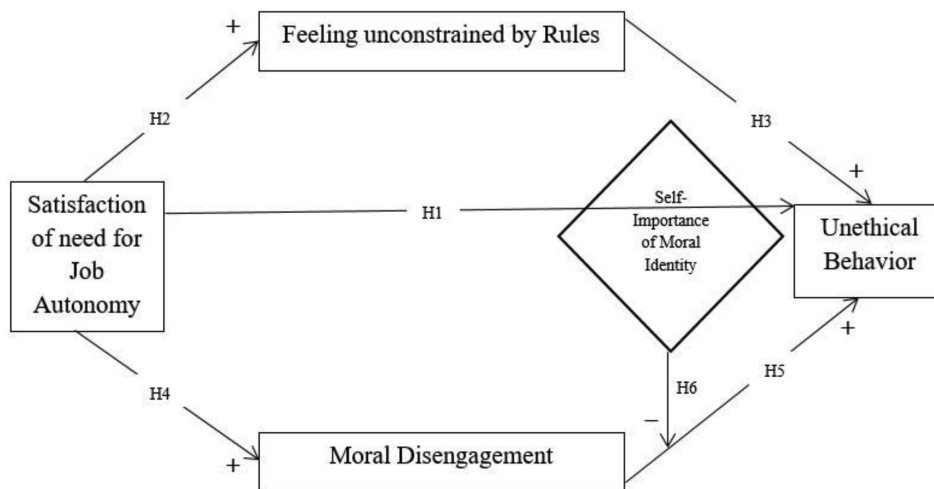 +
Feeling unconstrained by Rules
H2
H3
+
Satisfaction
of need for
Job
Autonomy
H1
Self-
Importance
of Moral
Identity
Unethical
Behavior
+
H4
H6
H5
−
+
Moral Disengagement